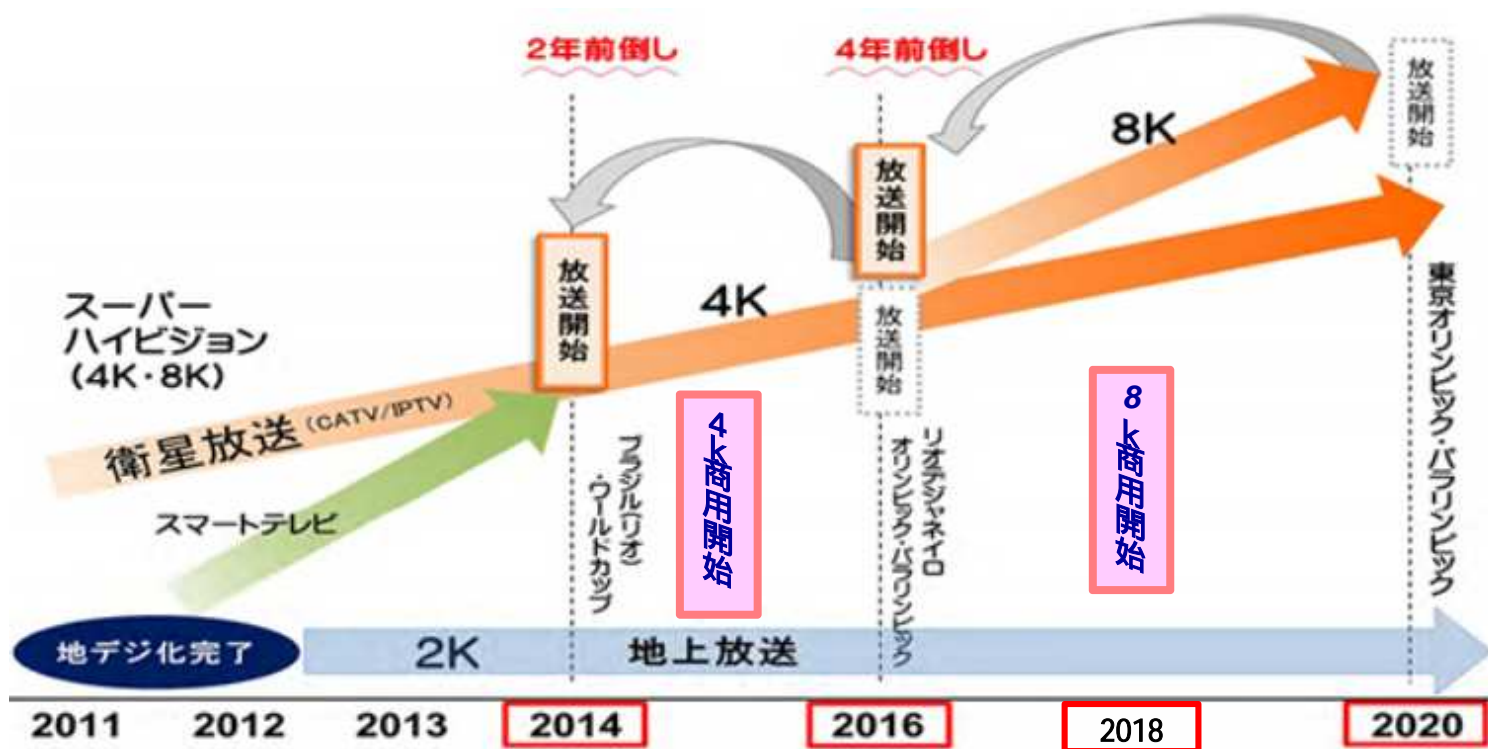 2年前倒し
4年前倒し
放送開始
8K
放送開始
放送開始
4K
放送開始
スーパー
ハイビジョン
(4K・8K)
衛星放送(CATV/IPTV)
スマートテレビ
ブラジル(リオ)
・ワールドカップ
4k商用開始
リオデジャネイロ
オリンピック・パラリンピック
8k商用開始
東京オリンピック・パラリンピック
地デジ化完了
2K
地上放送
2011
2012
2013
2014
2016
2018
2020